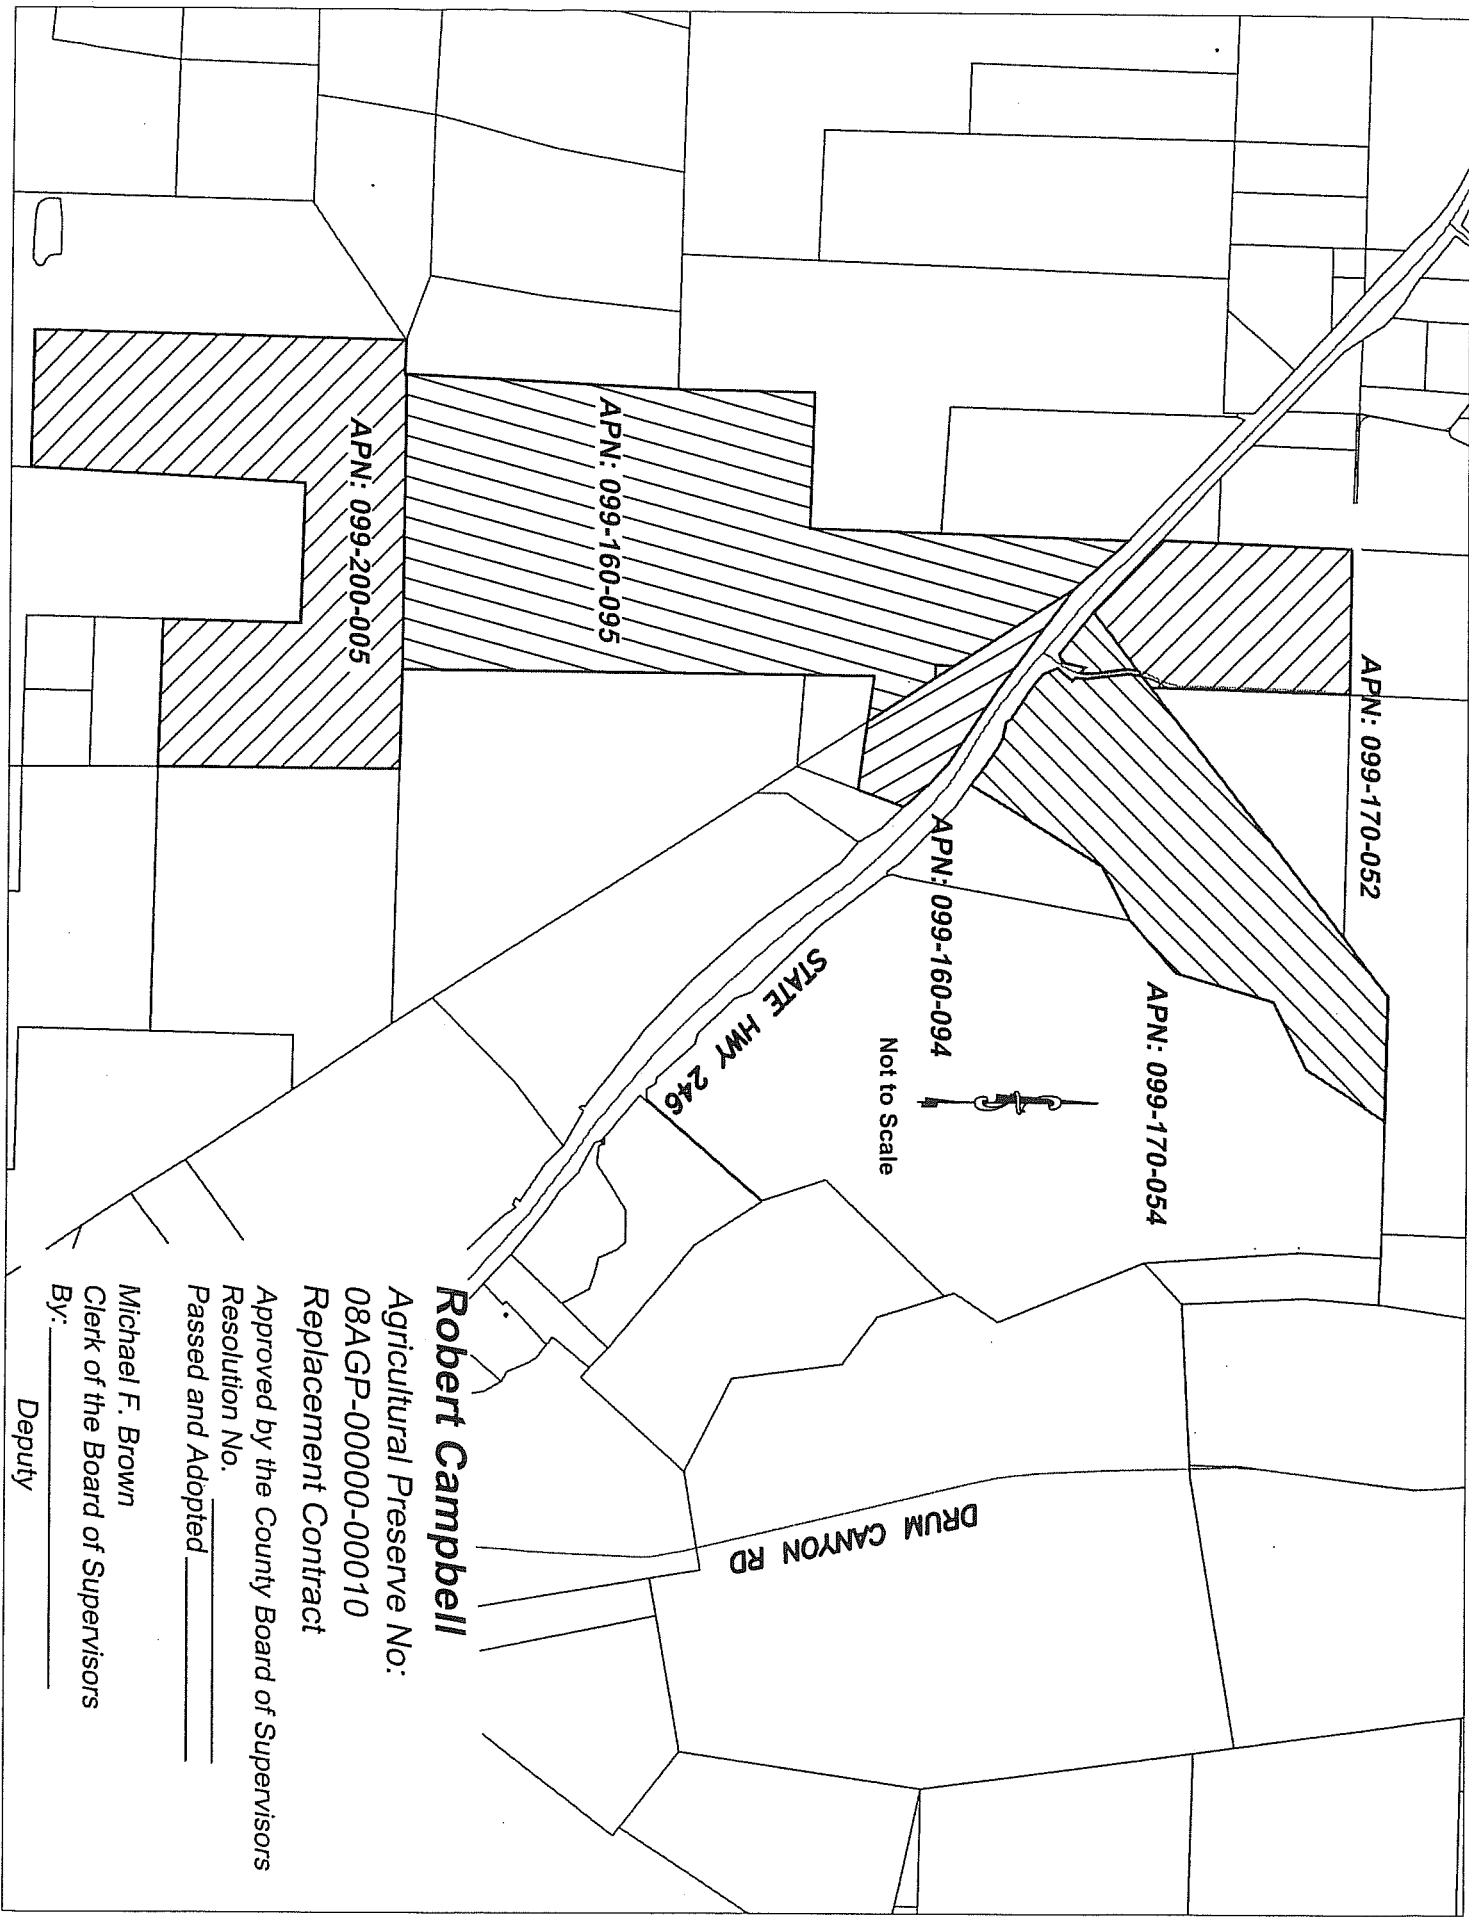 APN: 099-170-052
APN: 099-170-054
APN: 099-160-094
Not to Scale
APN: 099-160-095
APN: 099-200-005
STATE HWY 246
DRUM CANYON RD
Robert Campbell
Agricultural Preserve No:
08AGP-00000-00010
Replacement Contract
Approved by the County Board of Supervisors
Resolution No.
Passed and Adopted
Michael F. Brown
Clerk of the Board of Supervisors
By:
Deputy